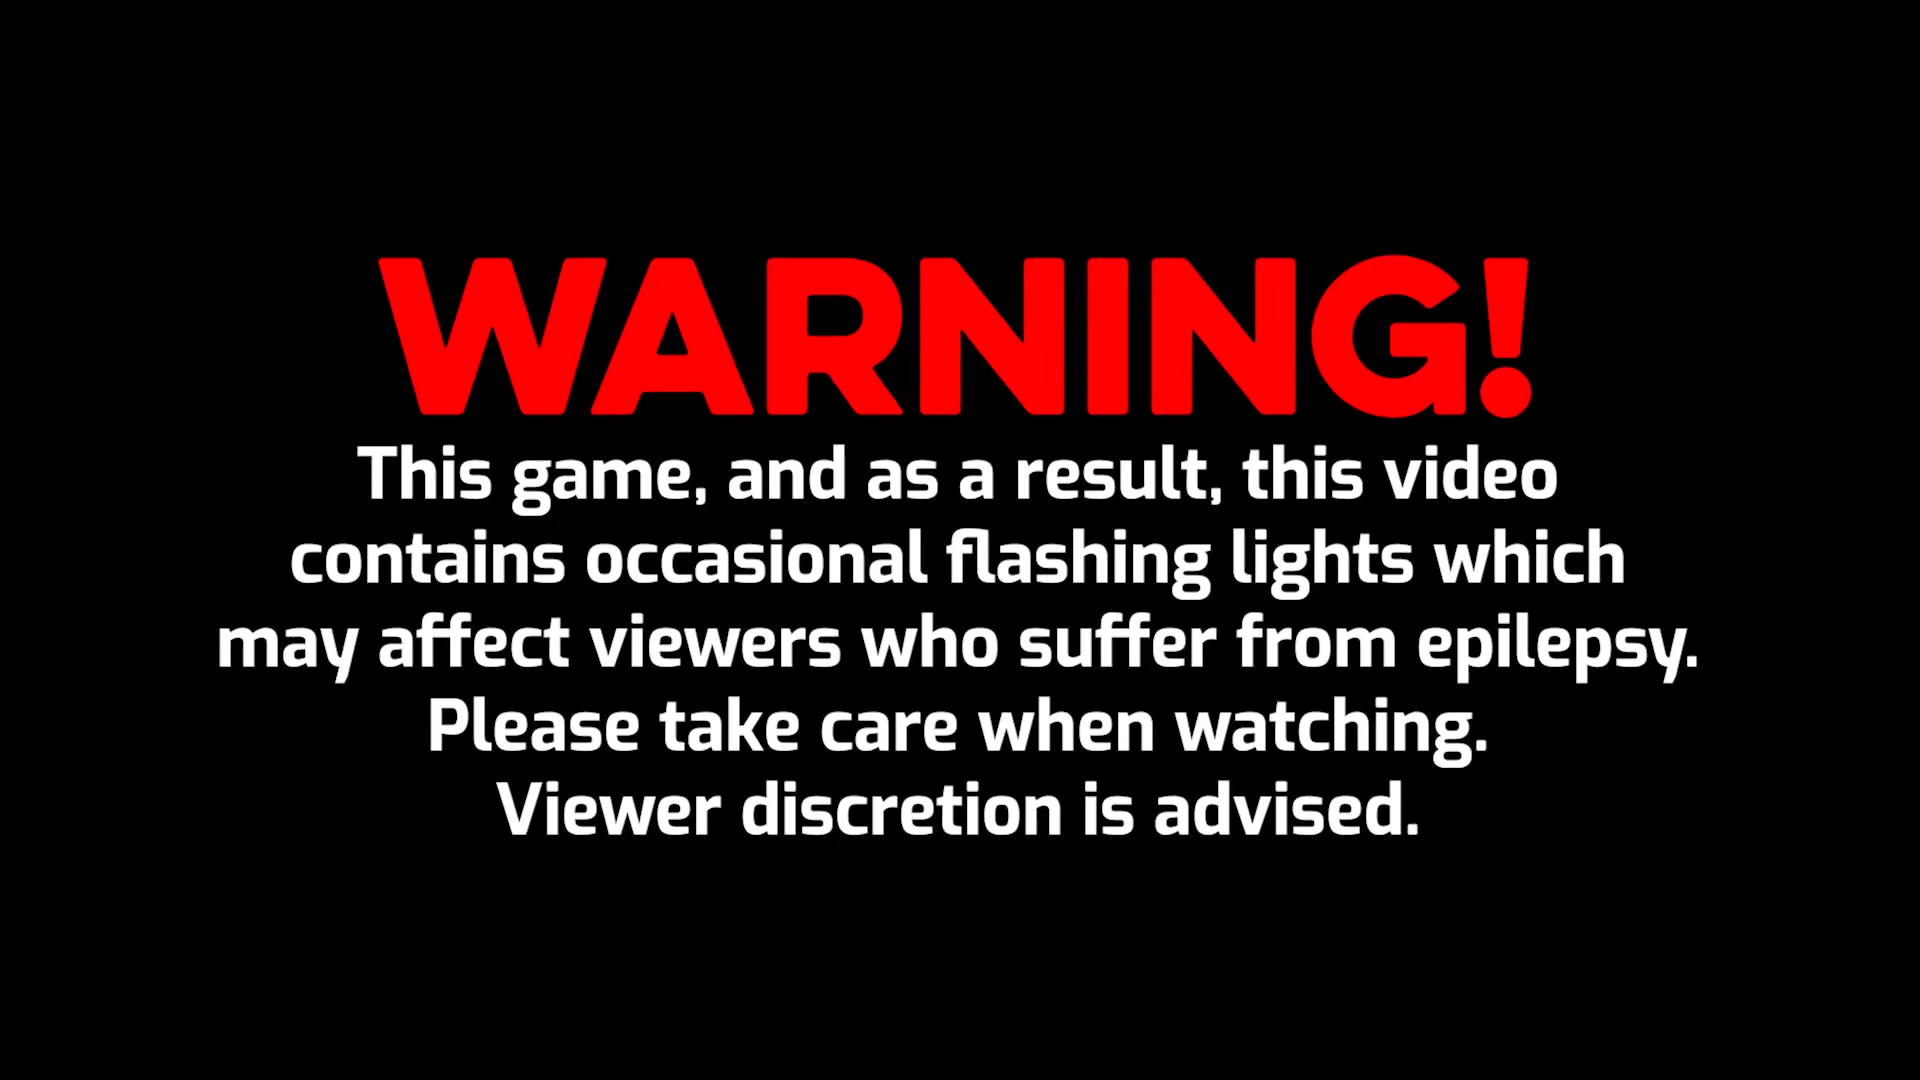 WARNING!
This game, and as a result, this video
contains occasional flashing lights which
may affect viewers who suffer from epilepsy.
Please take care when watching.
Viewer discretion is advised.